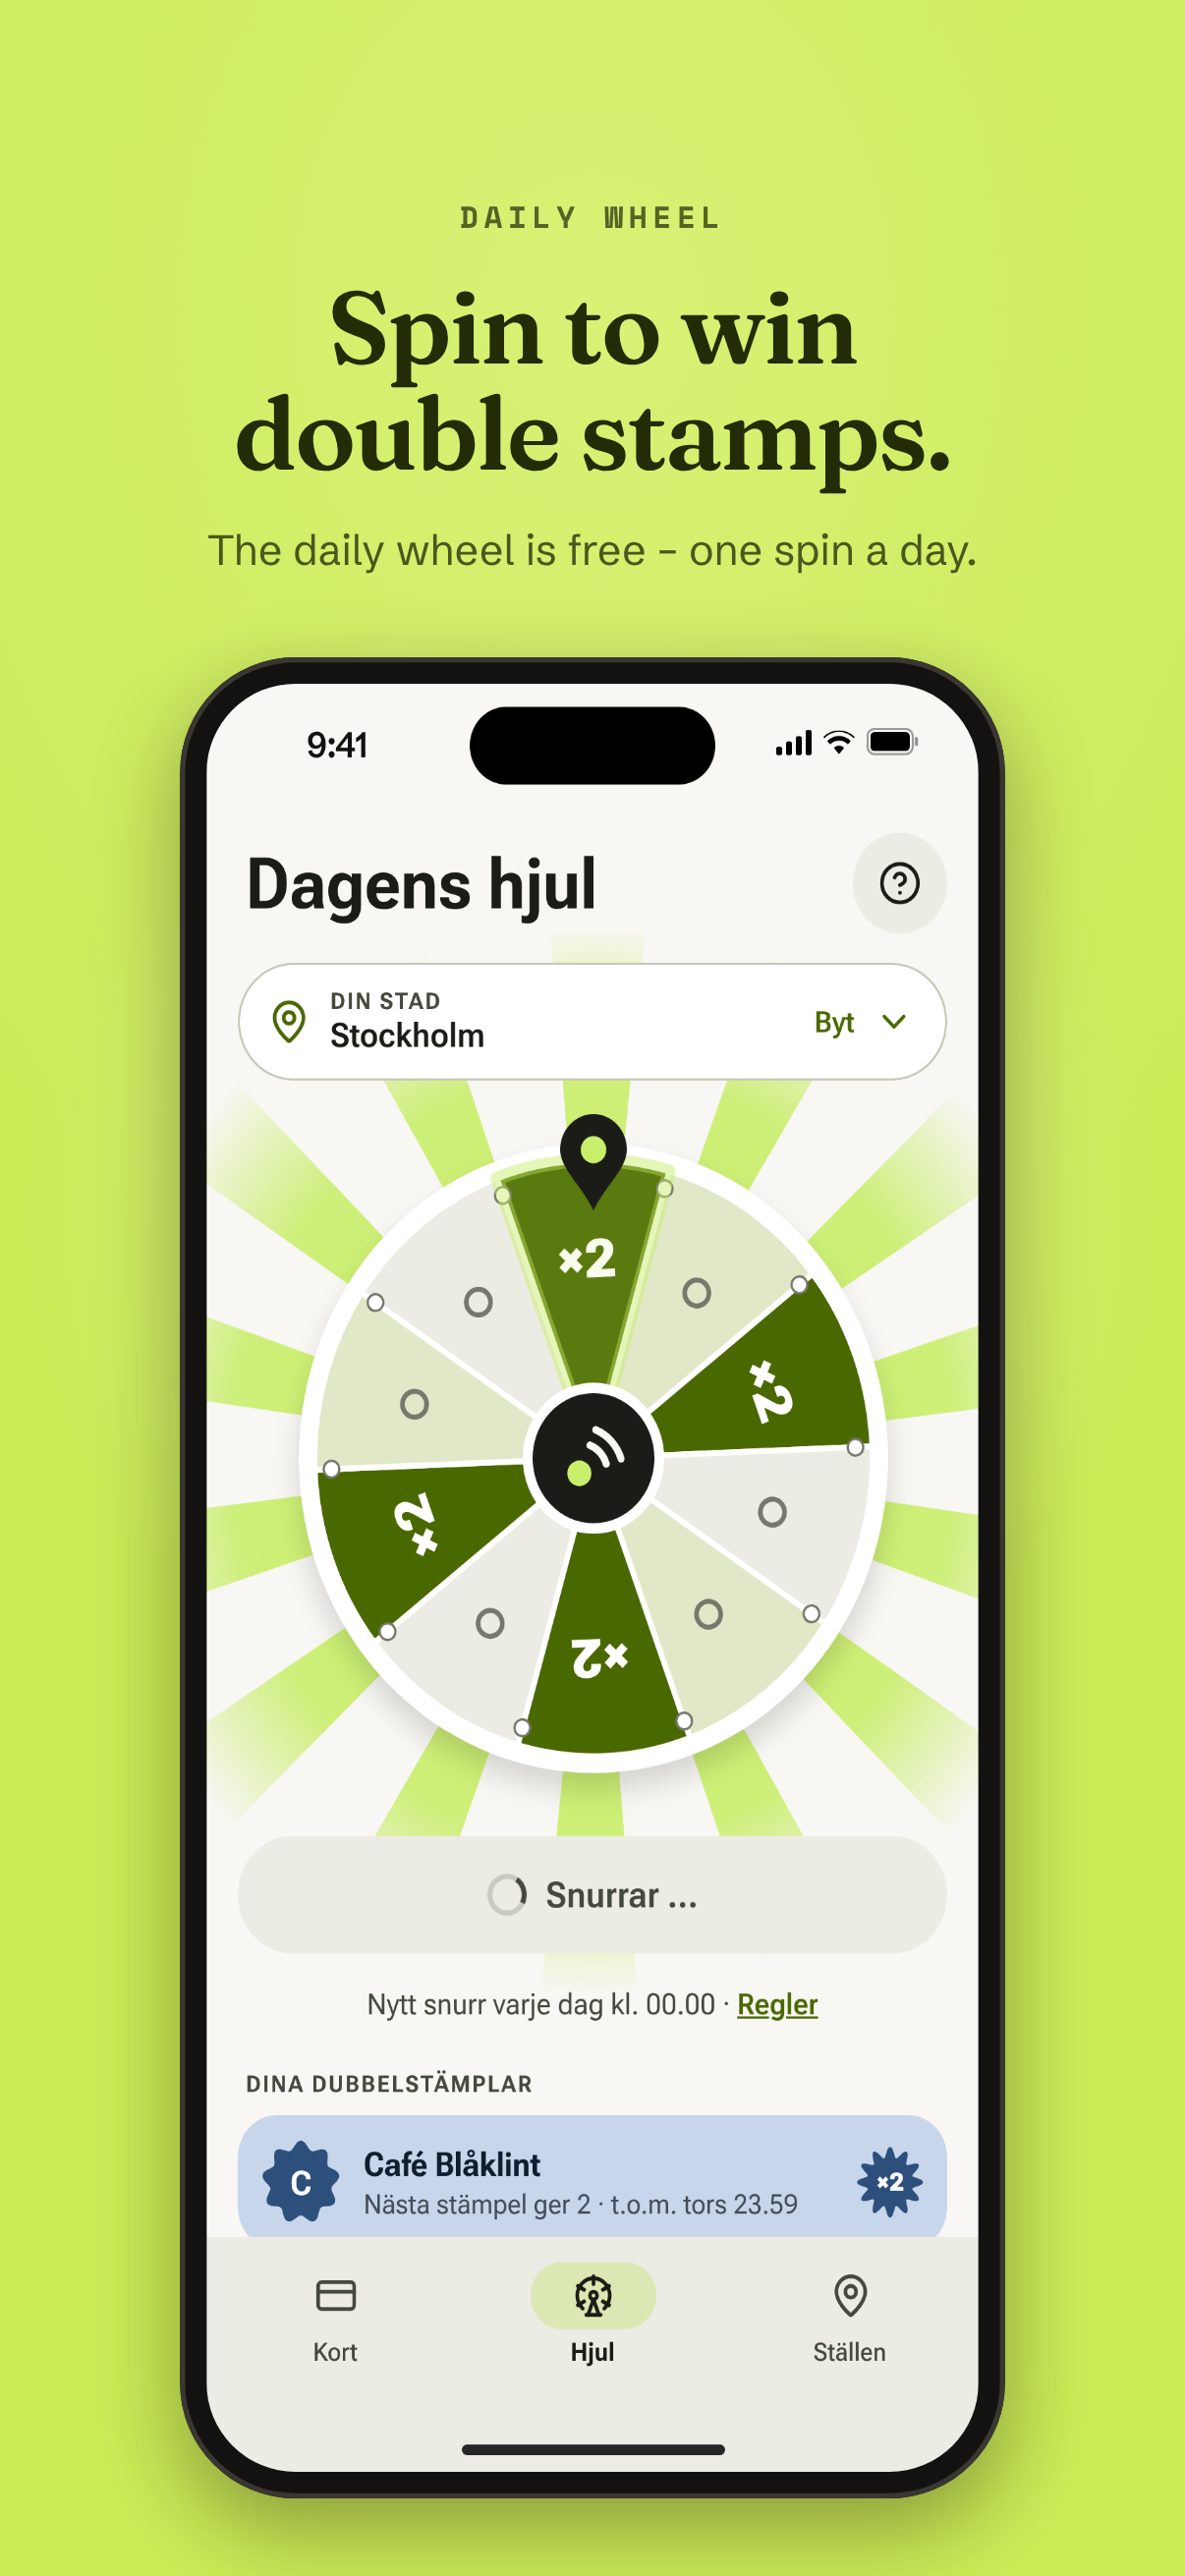 DAILY WHEEL
Spin to win
double stamps.
The daily wheel is free – one spin a day.
9:41
Dagens hjul
DIN STAD
Stockholm
Byt
×2
×2
×2
×2
Snurrar ...
Nytt snurr varje dag kl. 00.00 · Regler
DINA DUBBELSTÄMPLAR
C
Café Blåklint
Nästa stämpel ger 2 · t.o.m. tors 23.59
×2
Kort
Hjul
Ställen